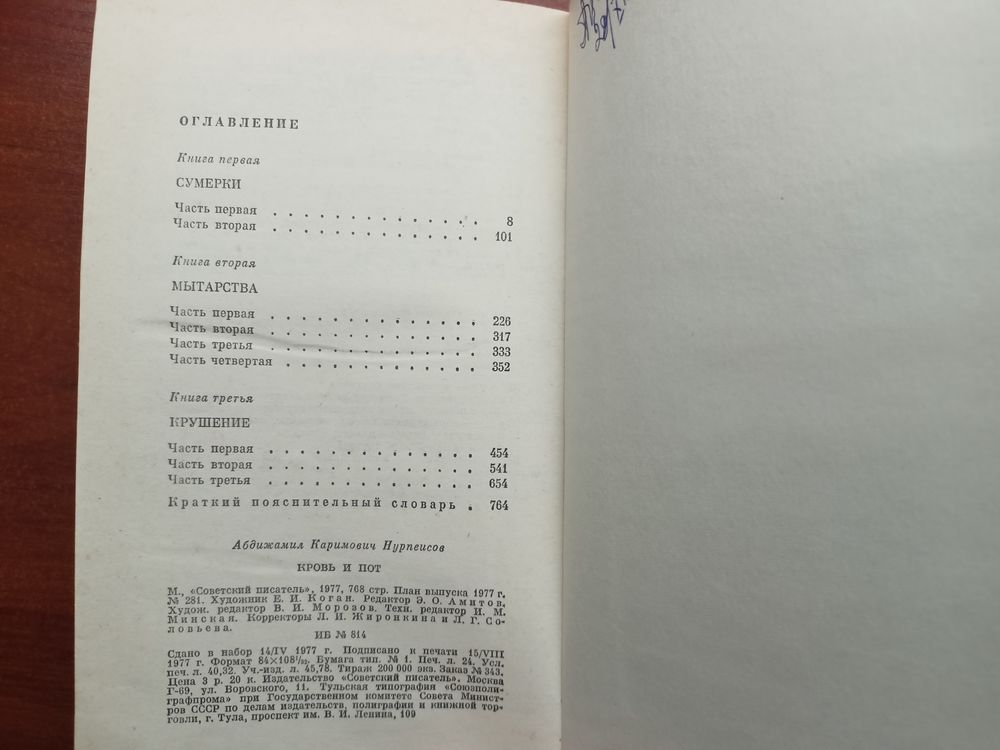 ОГЛАВЛЕНИЕ
Книга первая
СУМЕРКИ
Часть первая . . . . . . . . . . . . . 8
Часть вторая . . . . . . . . . . . . . 101
Книга вторая
МЫТАРСТВА
Часть первая . . . . . . . . . . . . . 226
Часть вторая . . . . . . . . . . . . . 317
Часть третья . . . . . . . . . . . . . 333
Часть четвертая . . . . . . . . . . . . 352
Книга третья
КРУШЕНИЕ
Часть первая . . . . . . . . . . . . . 454
Часть вторая . . . . . . . . . . . . . 541
Часть третья . . . . . . . . . . . . . 654
Краткий пояснительный словарь . 764
Абдижамил Каримович Нурпеисов
КРОВЬ И ПОТ
М., «Советский писатель», 1977, 768 стр. План выпуска 1977 г.
№ 281. Художник Е. И. Коган. Редактор Э. О. Амитов.
Худож. редактор В. И. Морозов. Техн. редактор И. М.
Минская. Корректоры Л. И. Жиронкина и Л. Г. Со-
ловьева.
ИБ № 814
Сдано в набор 14/IV 1977 г. Подписано к печати 15/VIII
1977 г. Формат 84×108¹/₃₂. Бумага тип. № 1. Печ. л. 24. Усл.
печ. л. 40,32. Уч.-изд. л. 45,78. Тираж 200 000 экз. Заказ № 343.
Цена 3 р. 20 к. Издательство «Советский писатель». Москва
Г-69, ул. Воровского, 11. Тульская типография «Союзполи-
графпрома» при Государственном комитете Совета Минист-
ров СССР по делам издательств, полиграфии и книжной тор-
говли, г. Тула, проспект им. В. И. Ленина, 109